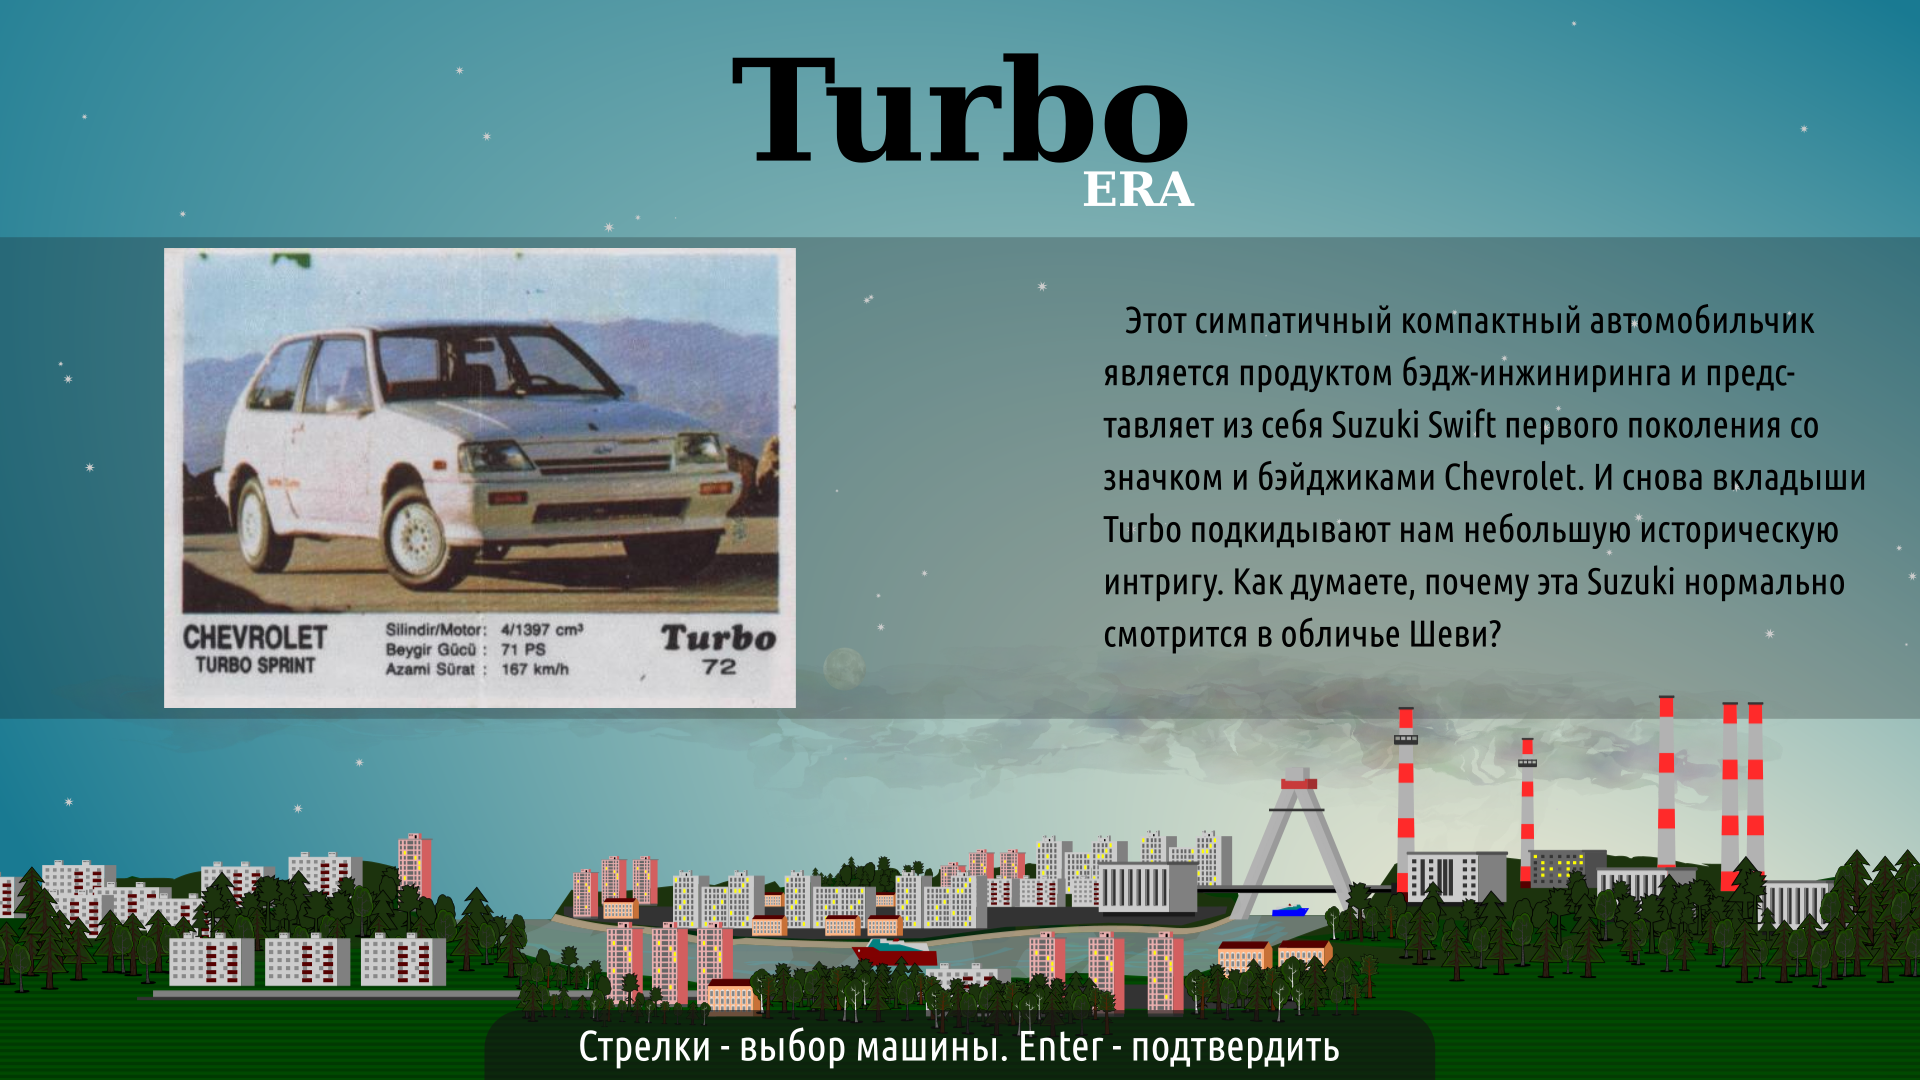 Turbo
ERA
Этот симпатичный компактный автомобильчик
является продуктом бэдж-инжиниринга и предс-
тавляет из себя Suzuki Swift первого поколения со
значком и бэйджиками Chevrolet. И снова вкладыши
Turbo подкидывают нам небольшую историческую
интригу. Как думаете, почему эта Suzuki нормально
смотрится в обличье Шеви?
CHEVROLET
TURBO SPRINT
Silindir/Motor: 4/1397 cm³
Beygir Gücü : 71 PS
Azami Sürat : 167 km/h
Turbo
72
Стрелки - выбор машины. Enter - подтвердить